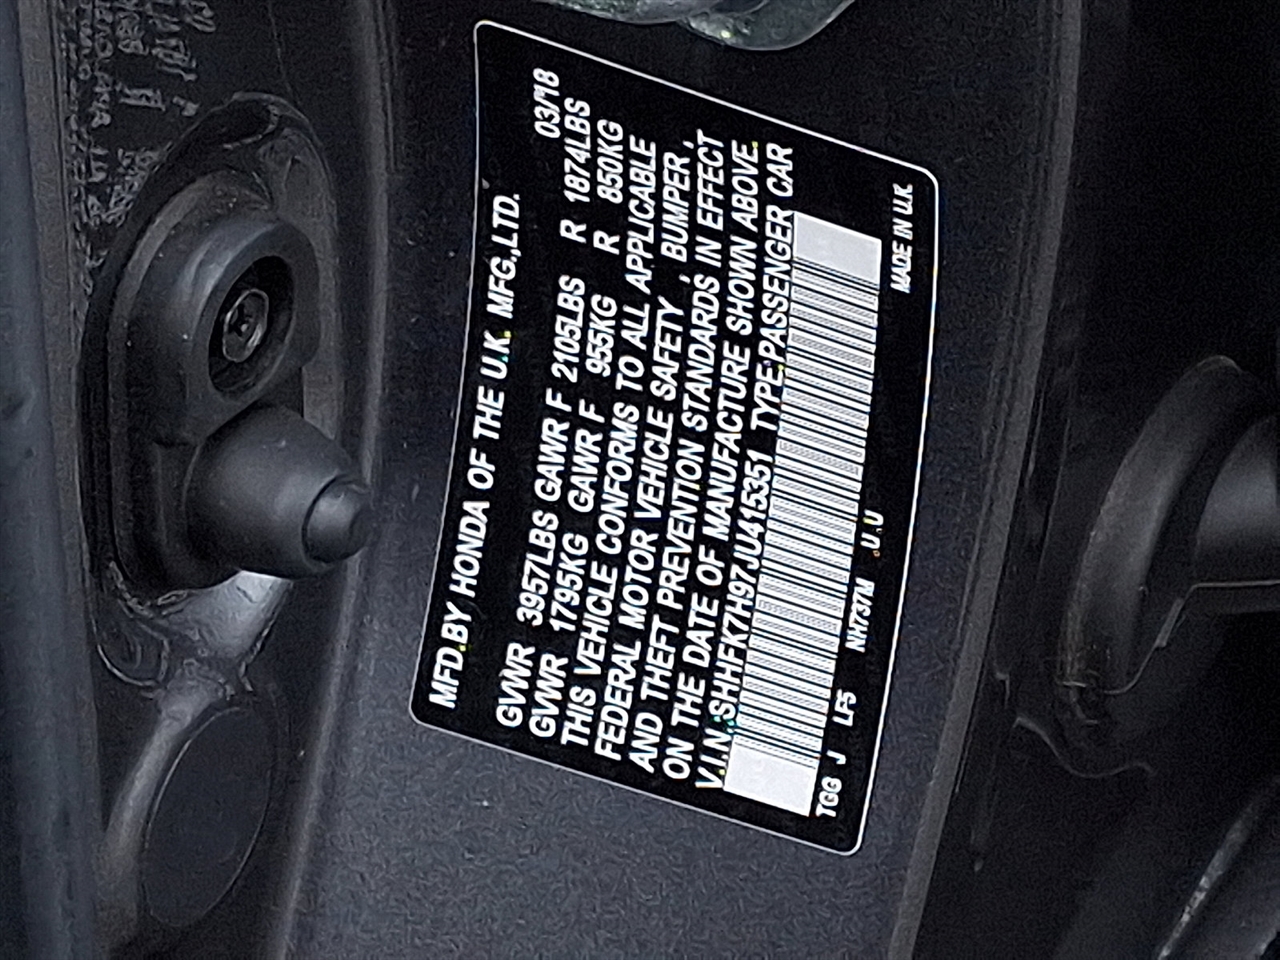 MFD.BY HONDA OF THE U.K. MFG.,LTD. 03/18
GVWR 3957LBS GAWR F 2105LBS R 1874LBS
GVWR 1795KG GAWR F 955KG R 850KG
THIS VEHICLE CONFORMS TO ALL APPLICABLE
FEDERAL MOTOR VEHICLE SAFETY , BUMPER ,
AND THEFT PREVENTION STANDARDS IN EFFECT
ON THE DATE OF MANUFACTURE SHOWN ABOVE.
V.I.N.:SHHFK7H97JU415351 TYPE:PASSENGER CAR
TGG J LF5 NH737M .U.U MADE IN U.K.